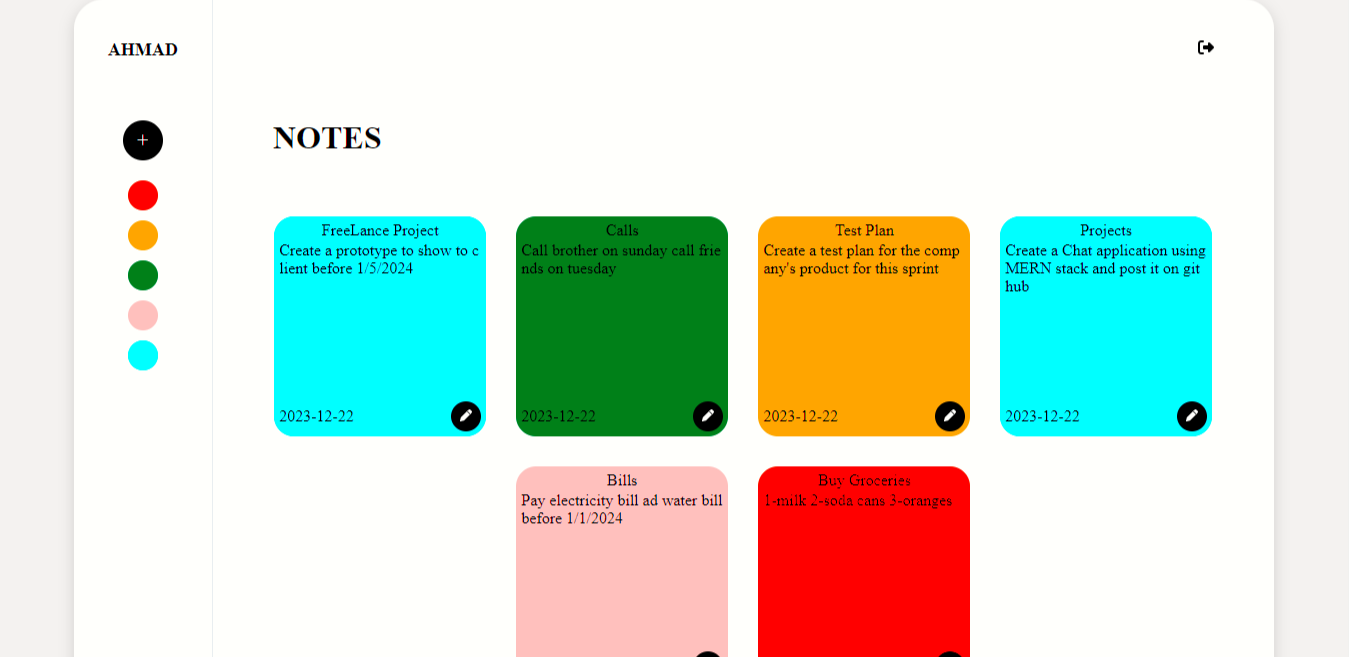 AHMAD
+
NOTES
FreeLance Project
Create a prototype to show to c
lient before 1/5/2024
2023-12-22
Calls
Call brother on sunday call frie
nds on tuesday
2023-12-22
Test Plan
Create a test plan for the comp
any's product for this sprint
2023-12-22
Projects
Create a Chat application using
MERN stack and post it on git
hub
2023-12-22
Bills
Pay electricity bill ad water bill
before 1/1/2024
Buy Groceries
1-milk 2-soda cans 3-oranges